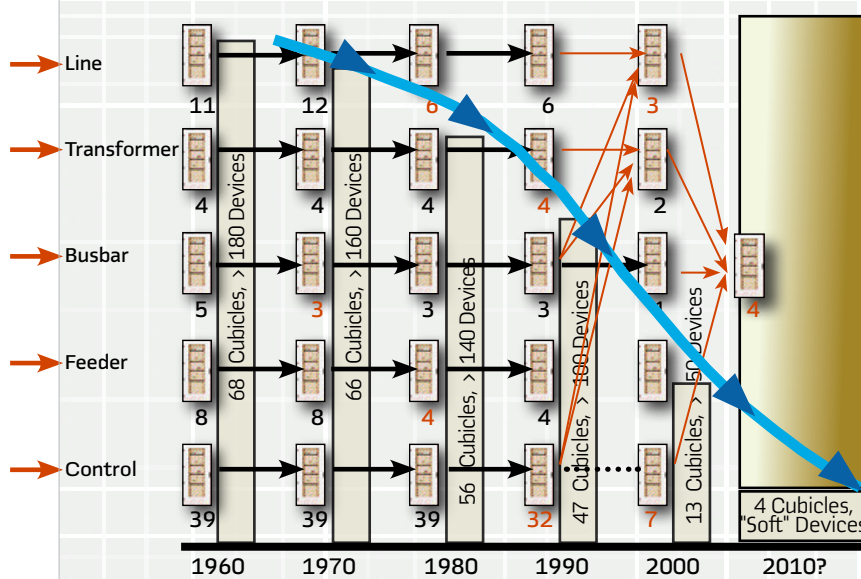 Line
11
12
6
6
3
Transformer
4
4
4
4
2
Busbar
5
3
3
3
1
4
Feeder
8
8
4
4
Control
39
39
39
32
7
68 Cubicles, > 180 Devices
66 Cubicles, > 160 Devices
56 Cubicles, > 140 Devices
47 Cubicles, > 100 Devices
13 Cubicles, > 50 Devices
4 Cubicles,
"Soft" Devices
1960
1970
1980
1990
2000
2010?